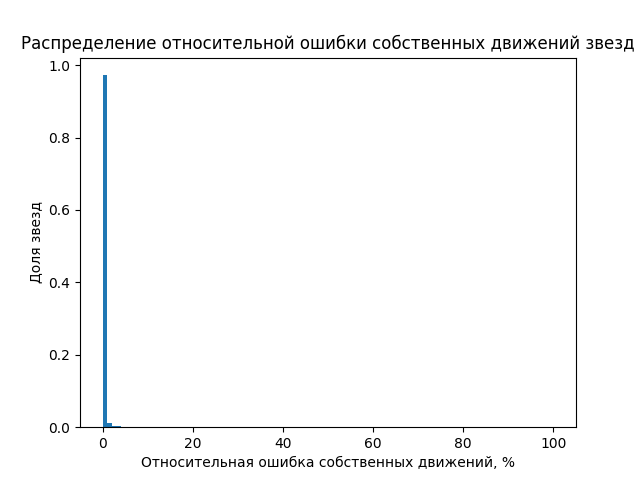 Распределение относительной ошибки собственных движений звезд
1.0
0.8
0.6
0.4
0.2
0.0
Доля звезд
0 20 40 60 80 100
Относительная ошибка собственных движений, %